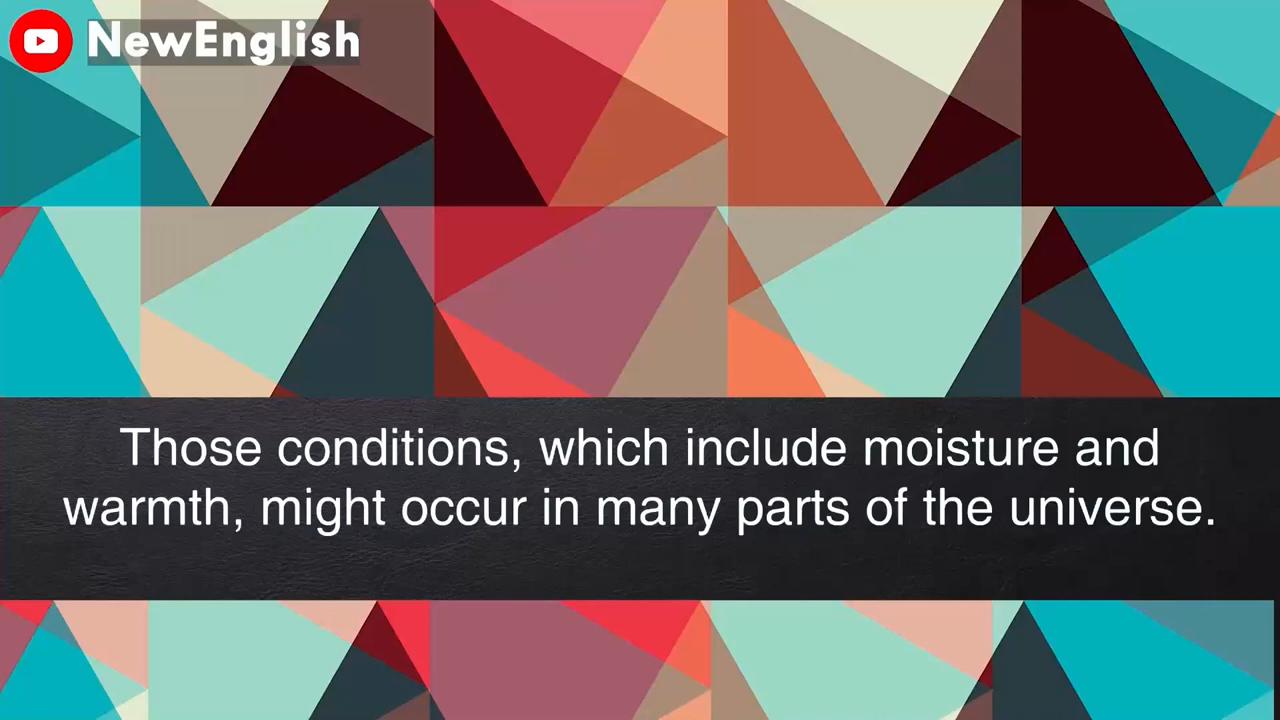 NewEnglish
Those conditions, which include moisture and
warmth, might occur in many parts of the universe.